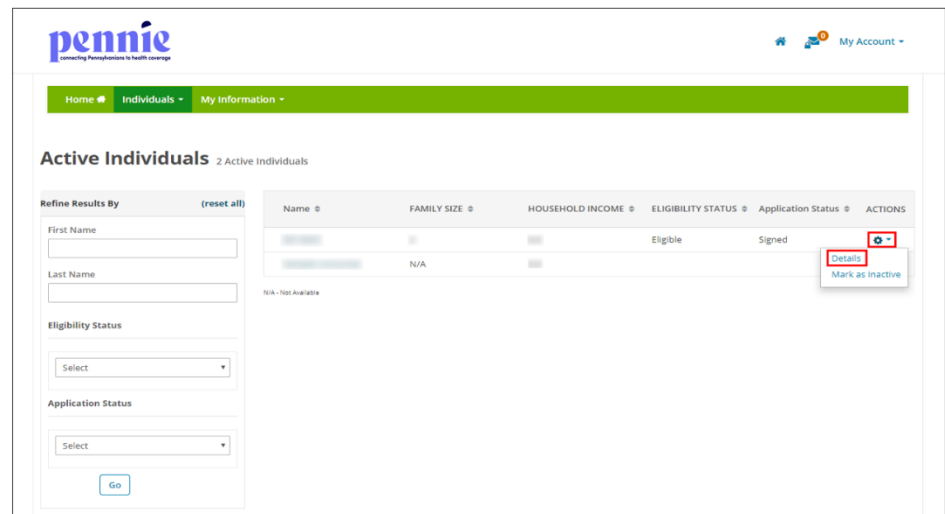 pennie
connecting Pennsylvanians to health coverage
0
My Account
Home Individuals My Information
Active Individuals 2 Active Individuals
Refine Results By (reset all)
First Name
Last Name
Eligibility Status
Select
Application Status
Select
Go
Name FAMILY SIZE HOUSEHOLD INCOME ELIGIBILITY STATUS Application Status ACTIONS
Eligible Signed
Details
N/A
Mark as Inactive
N/A - Not Available